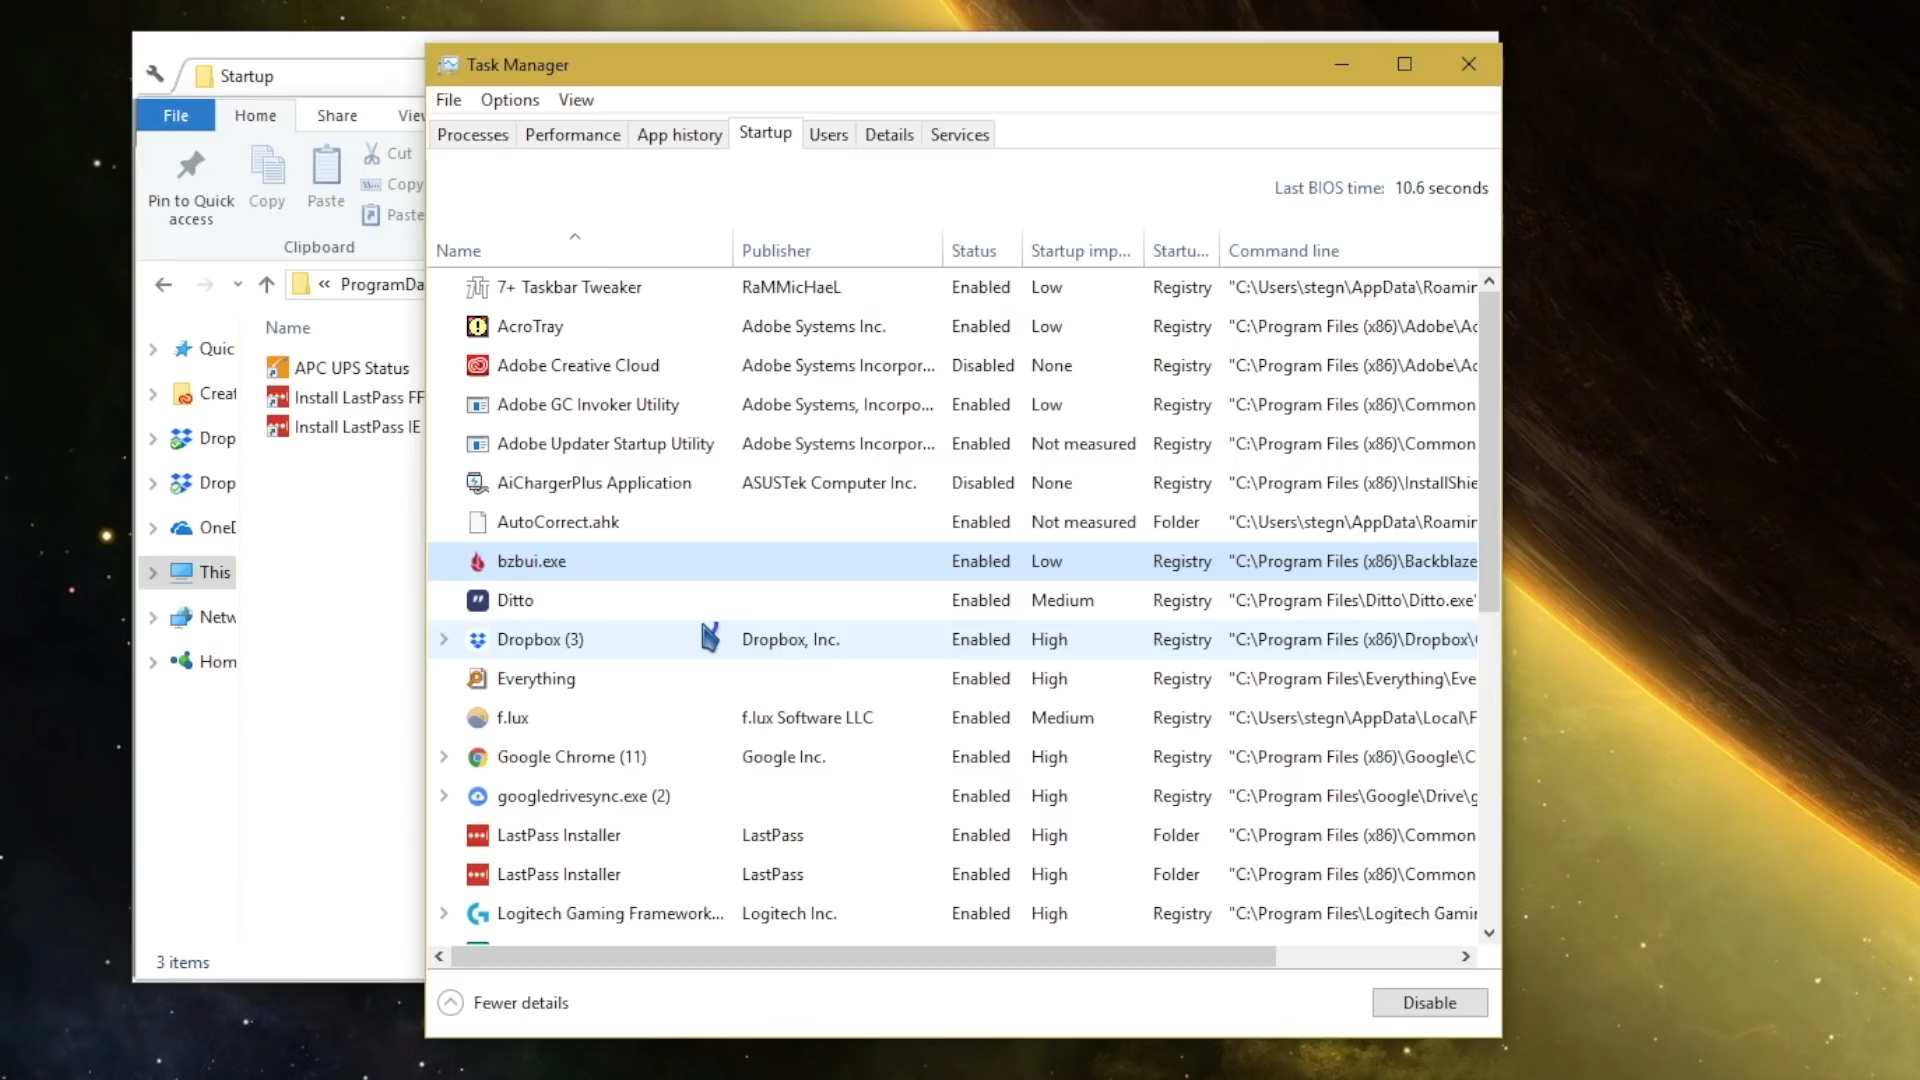 Startup
File Home Share
Pin to Quick access
Copy
Paste
Cut
Copy
Paste
Clipboard
« ProgramDa
Name
Quic
Creat
Drop
Drop
OneD
This
Netw
Hom
APC UPS Status
Install LastPass FF
Install LastPass IE
3 items
Task Manager
File Options View
Processes Performance App history Startup Users Details Services
Last BIOS time: 10.6 seconds
Name Publisher Status Startup imp... Startu... Command line
7+ Taskbar Tweaker RaMMicHaeL Enabled Low Registry "C:\Users\stegn\AppData\Roamin
AcroTray Adobe Systems Inc. Enabled Low Registry "C:\Program Files (x86)\Adobe\Ac
Adobe Creative Cloud Adobe Systems Incorpor... Disabled None Registry "C:\Program Files (x86)\Adobe\Ac
Adobe GC Invoker Utility Adobe Systems, Incorpo... Enabled Low Registry "C:\Program Files (x86)\Common
Adobe Updater Startup Utility Adobe Systems Incorpor... Enabled Not measured Registry "C:\Program Files (x86)\Common
AiChargerPlus Application ASUSTek Computer Inc. Disabled None Registry "C:\Program Files (x86)\InstallShie
AutoCorrect.ahk Enabled Not measured Folder "C:\Users\stegn\AppData\Roamin
bzbui.exe Enabled Low Registry "C:\Program Files (x86)\Backblaze
Ditto Enabled Medium Registry "C:\Program Files\Ditto\Ditto.exe"
Dropbox (3) Dropbox, Inc. Enabled High Registry "C:\Program Files (x86)\Dropbox\
Everything Enabled High Registry "C:\Program Files\Everything\Eve
f.lux f.lux Software LLC Enabled Medium Registry "C:\Users\stegn\AppData\Local\F
Google Chrome (11) Google Inc. Enabled High Registry "C:\Program Files (x86)\Google\C
googledrivesync.exe (2) Enabled High Registry "C:\Program Files\Google\Drive\g
LastPass Installer LastPass Enabled High Folder "C:\Program Files (x86)\Common
LastPass Installer LastPass Enabled High Folder "C:\Program Files (x86)\Common
Logitech Gaming Framework... Logitech Inc. Enabled High Registry "C:\Program Files\Logitech Gamin
Fewer details
Disable